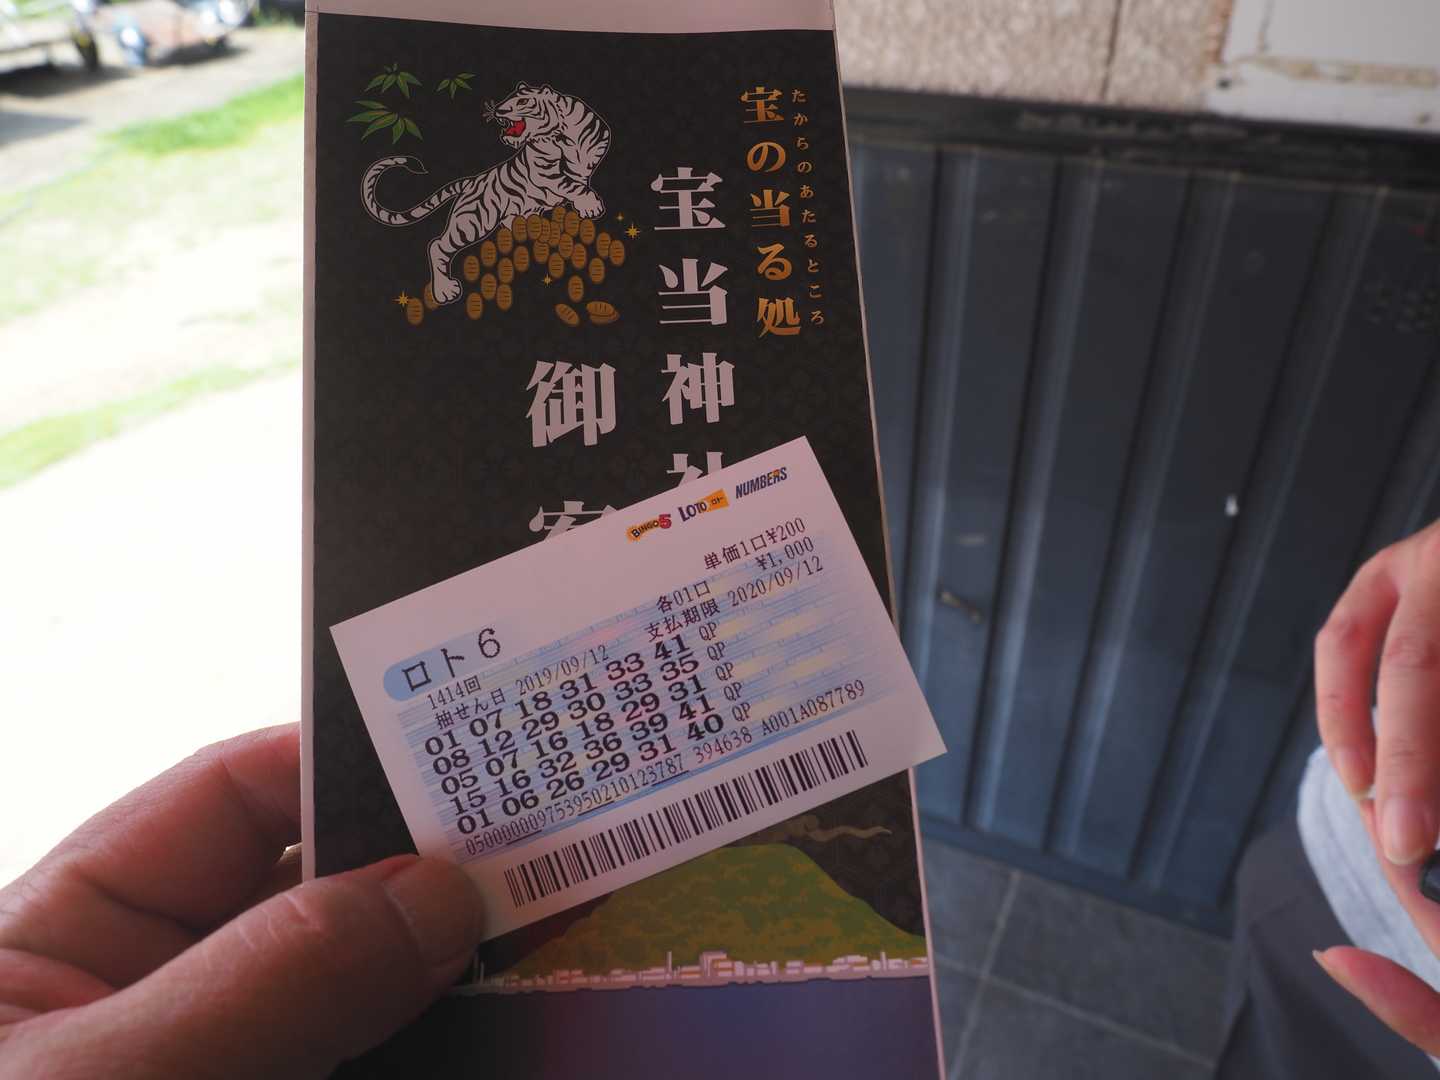 たからのあたるところ
宝の当る処
宝当神社
御
BINGO5 LOTO ロト NUMBERS
単価1口¥200
各01口 ¥1,000
支払期限 2020/09/12
ロト6
1414回
抽せん日 2019/09/12
01 07 18 31 33 41 QP
08 12 29 30 33 35 QP
05 07 16 18 29 31 QP
15 16 32 36 39 41 QP
01 06 26 29 31 40 QP
0500000097539502101237​87 394638 A001A087789